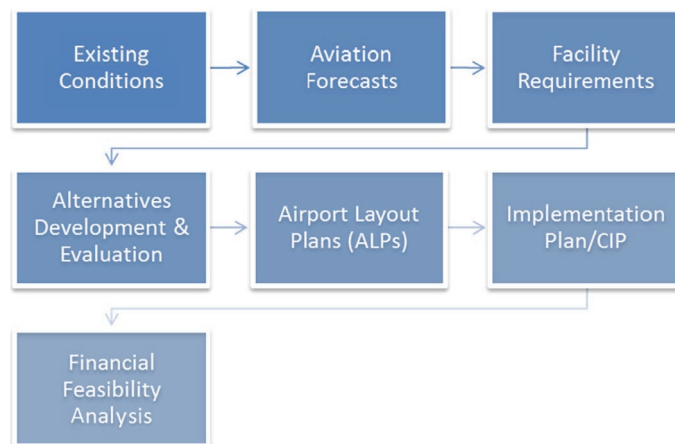 Existing
Conditions
Aviation
Forecasts
Facility
Requirements
Alternatives
Development &
Evaluation
Airport Layout
Plans (ALPs)
Implementation
Plan/CIP
Financial
Feasibility
Analysis